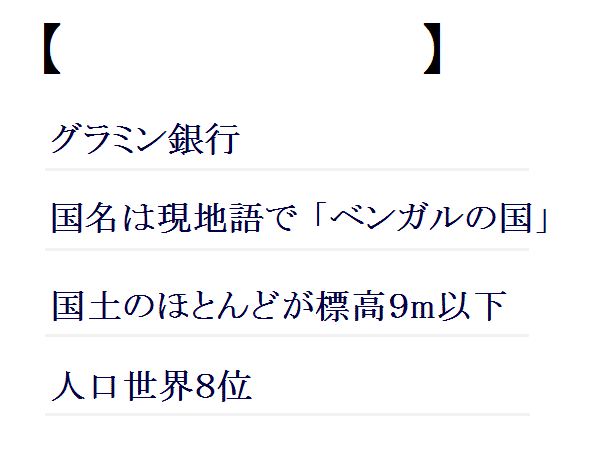 【　　　　　　　　　】
グラミン銀行
国名は現地語で「ベンガルの国」
国土のほとんどが標高9m以下
人口世界8位